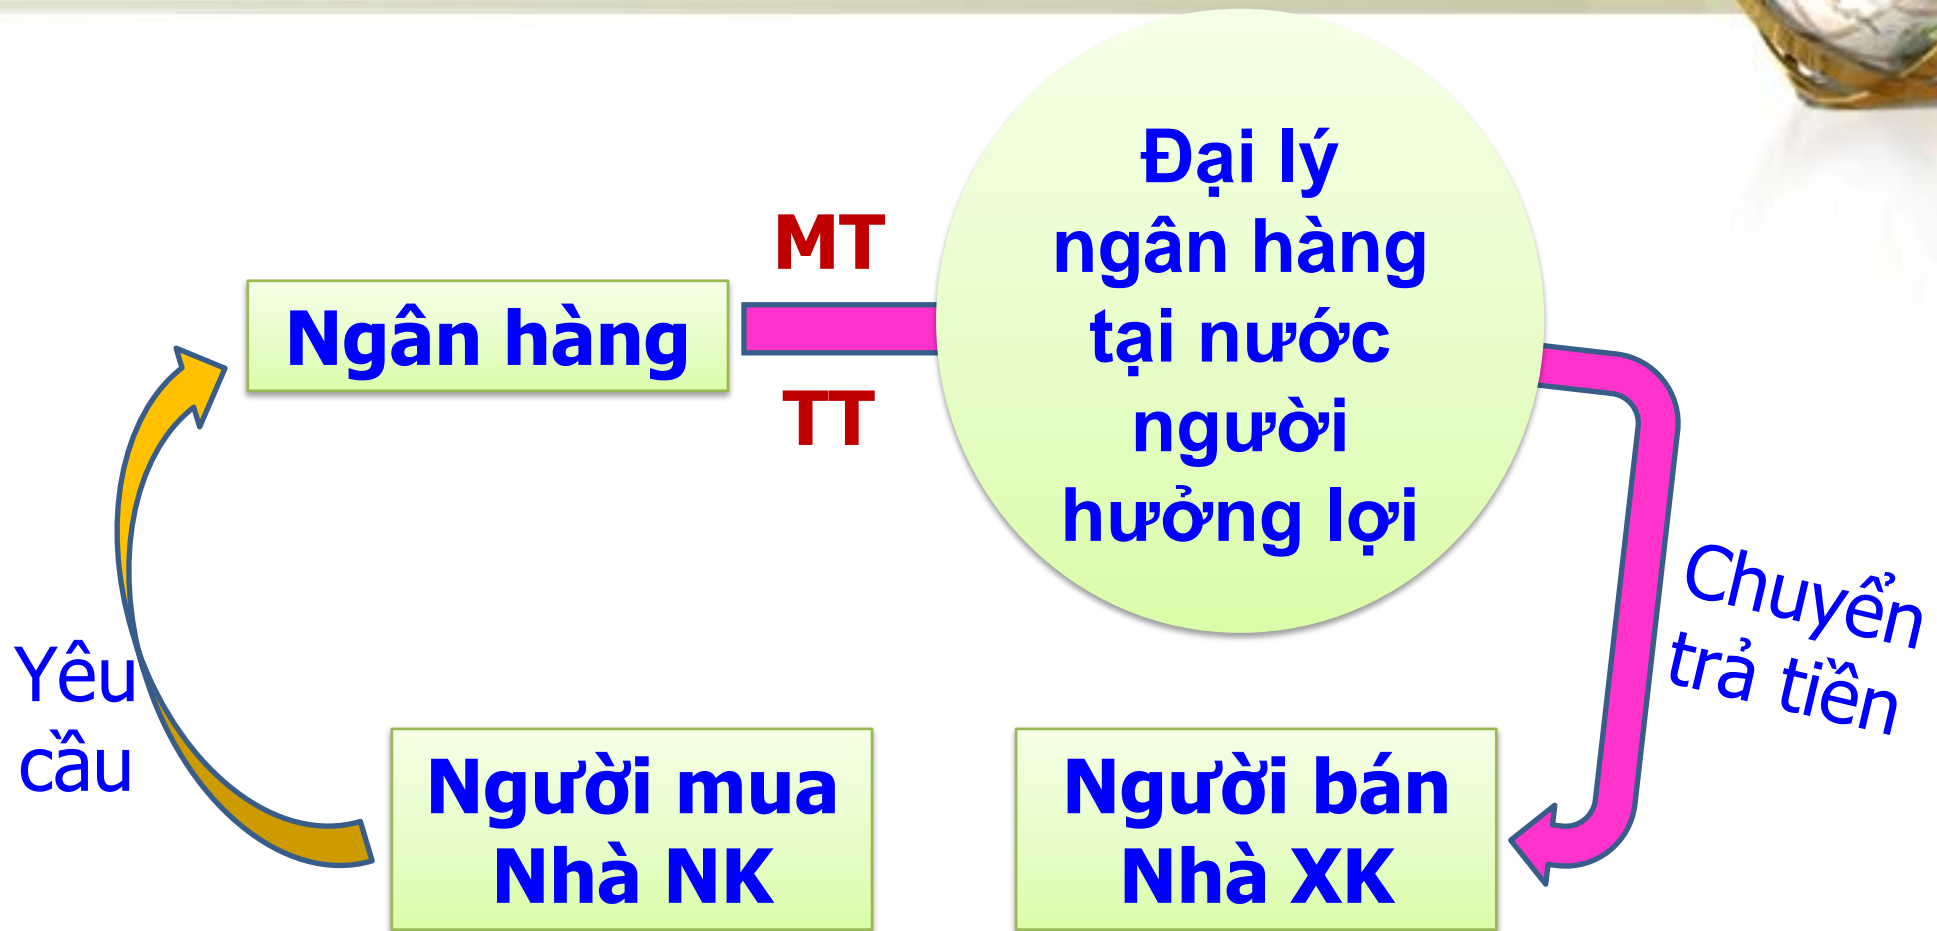 MT
Ngân hàng
TT
Đại lý
ngân hàng
tại nước
người
hưởng lợi
Yêu
cầu
Chuyển
trả tiền
Người mua
Nhà NK
Người bán
Nhà XK